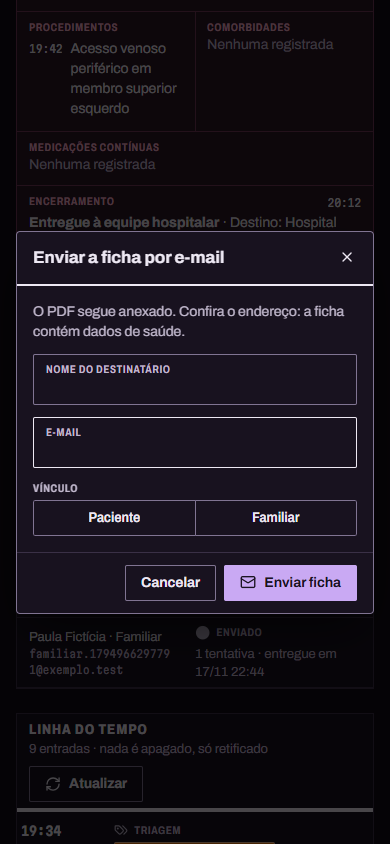 PROCEDIMENTOS
COMORBIDADES
19:42 Acesso venoso
periférico em
membro superior
esquerdo
Nenhuma registrada
MEDICAÇÕES CONTÍNUAS
Nenhuma registrada
ENCERRAMENTO
20:12
Entregue à equipe hospitalar · Destino: Hospital
Enviar a ficha por e-mail
O PDF segue anexado. Confira o endereço: a ficha
contém dados de saúde.
NOME DO DESTINATÁRIO
E-MAIL
VÍNCULO
Paciente
Familiar
Cancelar
Enviar ficha
Paula Fictícia · Familiar
familiar.179496629779
1@exemplo.test
ENVIADO
1 tentativa · entregue em
17/11 22:44
LINHA DO TEMPO
9 entradas · nada é apagado, só retificado
Atualizar
19:34
TRIAGEM